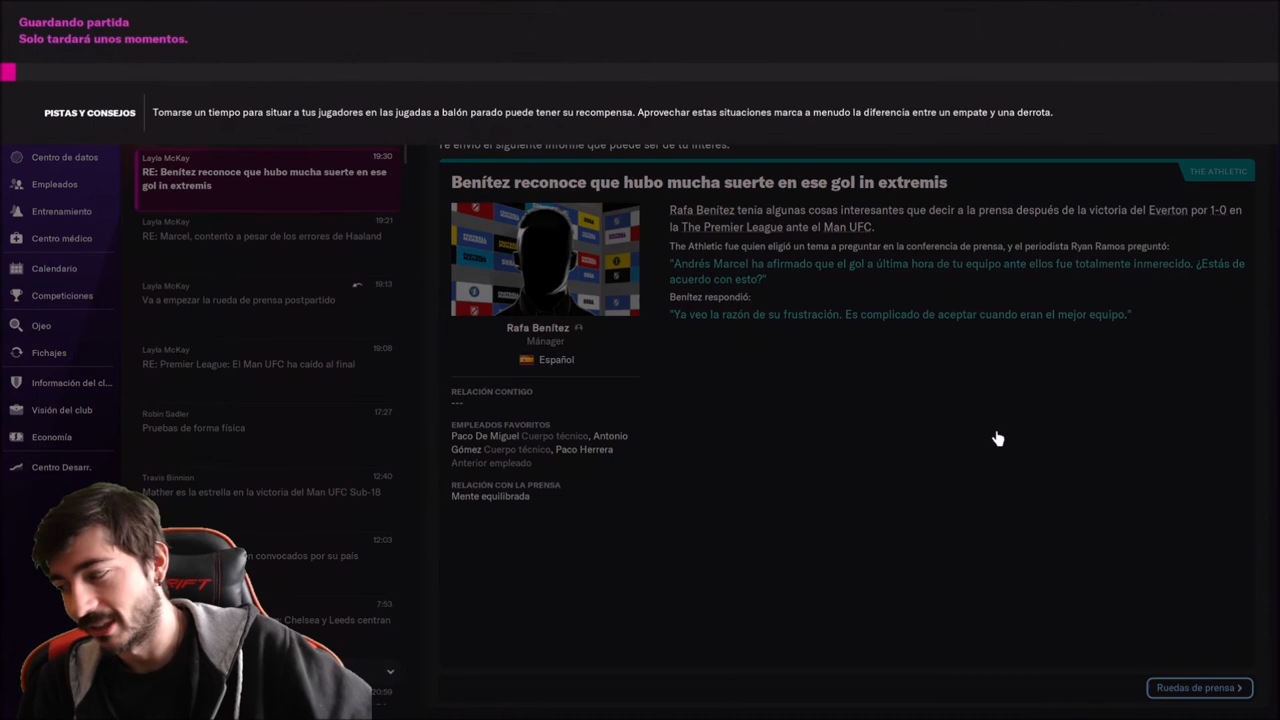 Guardando partida
Solo tardará unos momentos.
PISTAS Y CONSEJOS
Tomarse un tiempo para situar a tus jugadores en las jugadas a balón parado puede tener su recompensa. Aprovechar estas situaciones marca a menudo la diferencia entre un empate y una derrota.
Centro de datos
Empleados
Entrenamiento
Centro médico
Calendario
Competiciones
Ojeo
Fichajes
Información del cl...
Visión del club
Economía
Centro Desarr.
Layla McKay 19:30
RE: Benítez reconoce que hubo mucha suerte en ese
gol in extremis
Layla McKay 19:21
RE: Marcel, contento a pesar de los errores de Haaland
Layla McKay 19:13
Va a empezar la rueda de prensa postpartido
Layla McKay 19:08
RE: Premier League: El Man UFC ha caído al final
Robin Sadler 17:27
Pruebas de forma física
Travis Binnion 12:40
Mather es la estrella en la victoria del Man UFC Sub-18
12:03
convocados por su país
7:53
Chelsea y Leeds centran
20:59
Te envío el siguiente informe que puede ser de tu interés.
THE ATHLETIC
Benítez reconoce que hubo mucha suerte en ese gol in extremis
Rafa Benítez
Mánager
Español
RELACIÓN CONTIGO
---
EMPLEADOS FAVORITOS
Paco De Miguel Cuerpo técnico, Antonio
Gómez Cuerpo técnico, Paco Herrera
Anterior empleado
RELACIÓN CON LA PRENSA
Mente equilibrada
Rafa Benítez tenía algunas cosas interesantes que decir a la prensa después de la victoria del Everton por 1-0 en
la The Premier League ante el Man UFC.
The Athletic fue quien eligió un tema a preguntar en la conferencia de prensa, y el periodista Ryan Ramos preguntó:
"Andrés Marcel ha afirmado que el gol a última hora de tu equipo ante ellos fue totalmente inmerecido. ¿Estás de
acuerdo con esto?"
Benítez respondió:
"Ya veo la razón de su frustración. Es complicado de aceptar cuando eran el mejor equipo."
Ruedas de prensa
RIFT